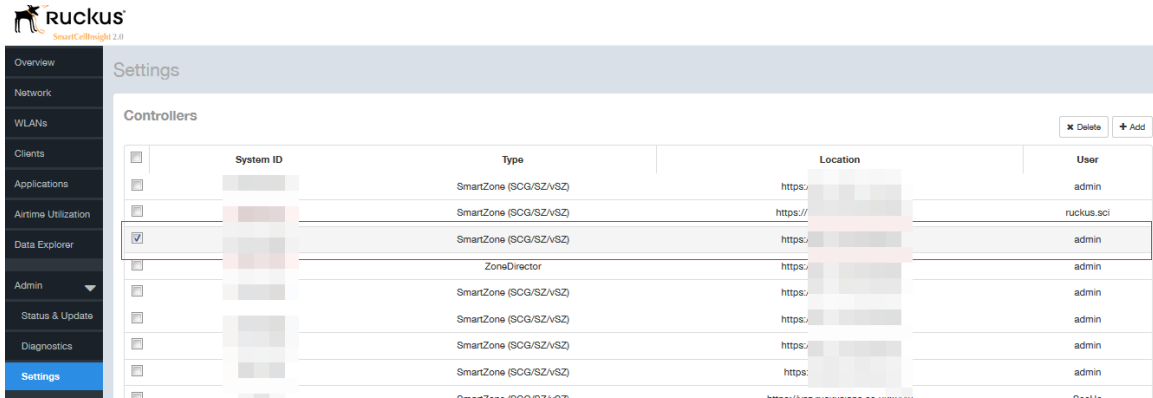 Ruckus
SmartCellInsight 2.0
Overview
Network
WLANs
Clients
Applications
Airtime Utilization
Data Explorer
Admin
Status & Update
Diagnostics
Settings
Settings
Controllers
Delete Add
System ID Type Location User
SmartZone (SCG/SZ/vSZ) https:/ admin
SmartZone (SCG/SZ/vSZ) https:// ruckus.sci
SmartZone (SCG/SZ/vSZ) https:/ admin
ZoneDirector https:/ admin
SmartZone (SCG/SZ/vSZ) https:/ admin
SmartZone (SCG/SZ/vSZ) https:/ admin
SmartZone (SCG/SZ/vSZ) https:/ admin
SmartZone (SCG/SZ/vSZ) https: admin